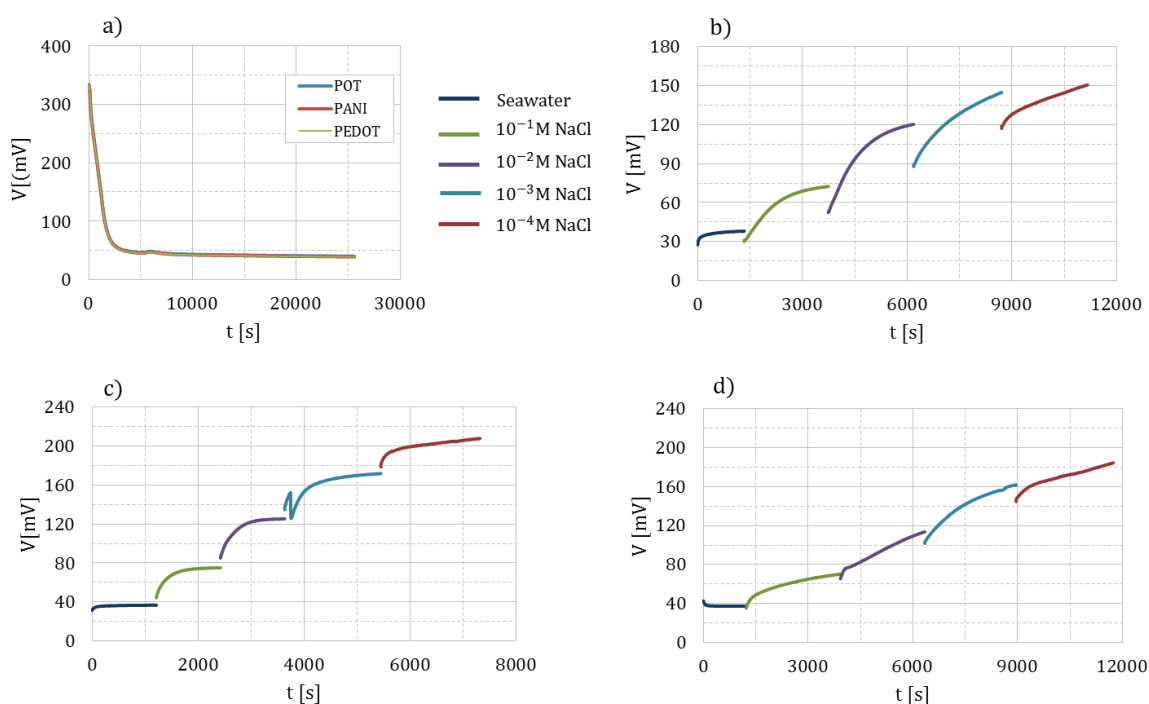 a)
400
300
200
100
0
V[(mV]
0 10000 20000 30000
t [s]
POT
PANI
PEDOT
Seawater
10⁻¹M NaCl
10⁻²M NaCl
10⁻³M NaCl
10⁻⁴M NaCl
b)
180
150
120
90
60
30
0
V [mV]
0 3000 6000 9000 12000
t [s]
c)
240
200
160
120
80
40
0
V[mV]
0 2000 4000 6000 8000
t [s]
d)
240
200
160
120
80
40
0
V [mV]
0 3000 6000 9000 12000
t [s]